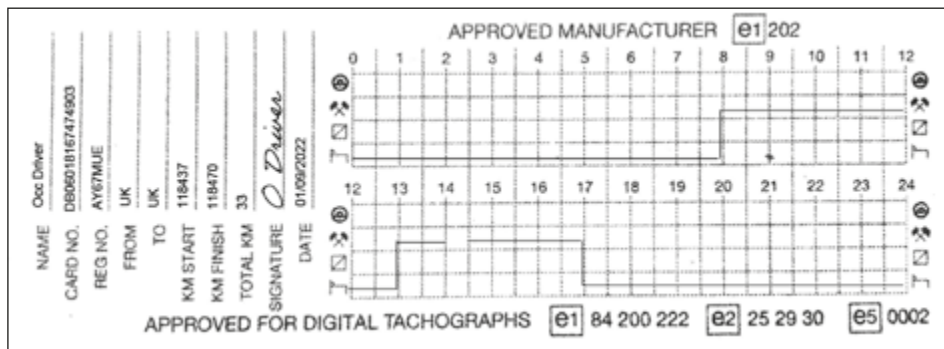 APPROVED MANUFACTURER e1 202
NAME Occ Driver
CARD NO. DB06018167474903
REG NO. AY67MUE
FROM UK
TO UK
KM START 118437
KM FINISH 118470
TOTAL KM 33
SIGNATURE O Driver
DATE 01/09/2022
0 1 2 3 4 5 6 7 8 9 10 11 12
12 13 14 15 16 17 18 19 20 21 22 23 24
APPROVED FOR DIGITAL TACHOGRAPHS e1 84 200 222 e2 25 29 30 e5 0002